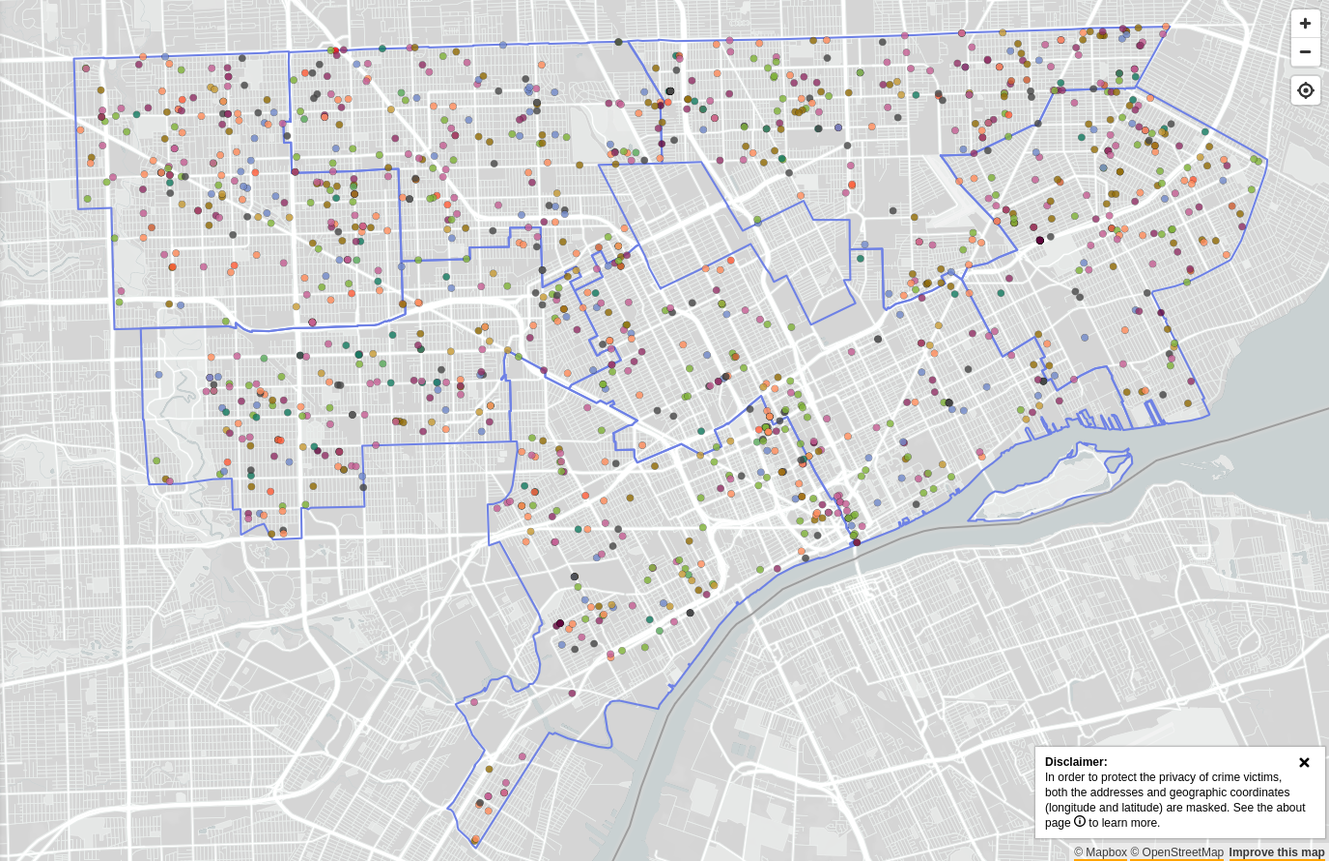 +
−
Disclaimer:
In order to protect the privacy of crime victims,
both the addresses and geographic coordinates
(longitude and latitude) are masked. See the about
page ⓘ to learn more.
© Mapbox © OpenStreetMap Improve this map